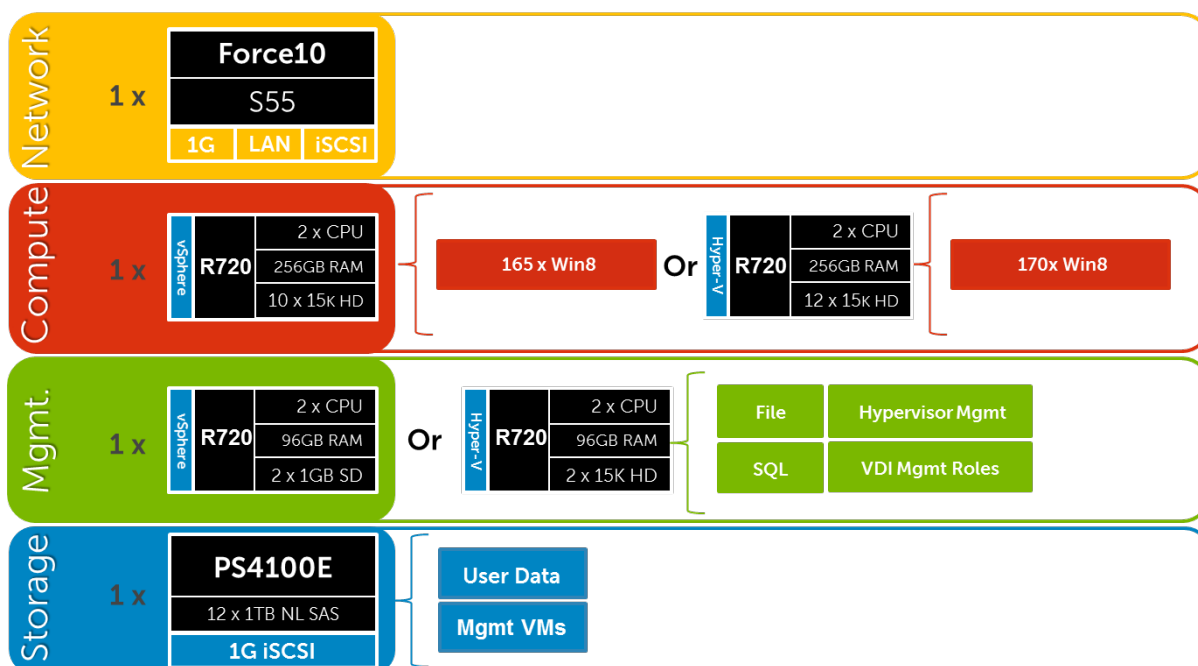 Network
1 x
Force10
S55
1G LAN iSCSI
Compute
1 x
vSphere
R720
2 x CPU
256GB RAM
10 x 15K HD
165 x Win8
Or
Hyper-V
R720
2 x CPU
256GB RAM
12 x 15K HD
170x Win8
Mgmt.
1 x
vSphere
R720
2 x CPU
96GB RAM
2 x 1GB SD
Or
Hyper-V
R720
2 x CPU
96GB RAM
2 x 15K HD
File
Hypervisor Mgmt
SQL
VDI Mgmt Roles
Storage
1 x
PS4100E
12 x 1TB NL SAS
1G iSCSI
User Data
Mgmt VMs